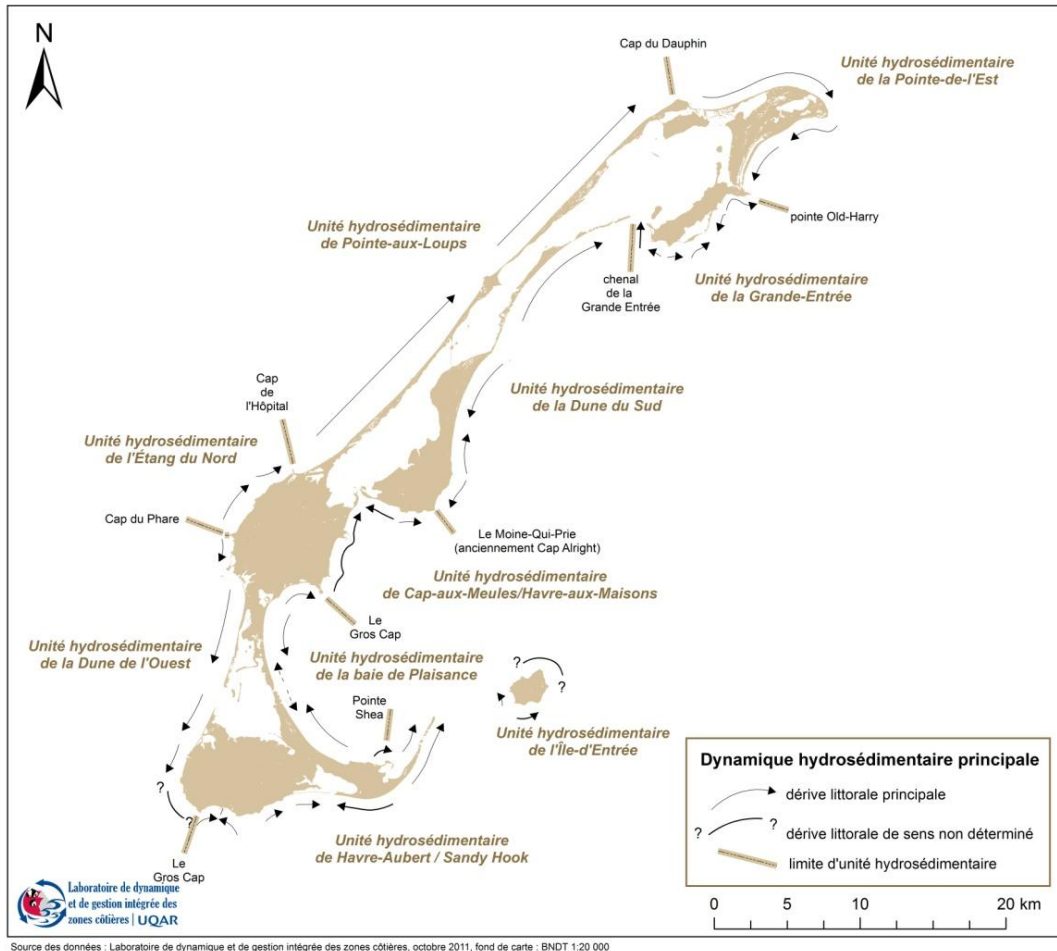 N
Cap du Dauphin
Unité hydrosédimentaire
de la Pointe-de-l'Est
pointe Old-Harry
Unité hydrosédimentaire
de Pointe-aux-Loups
chenal
de la
Grande Entrée
Unité hydrosédimentaire
de la Grande-Entrée
Cap
de
l'Hôpital
Unité hydrosédimentaire
de la Dune du Sud
Unité hydrosédimentaire
de l'Étang du Nord
Cap du Phare
Le Moine-Qui-Prie
(anciennement Cap Alright)
Unité hydrosédimentaire
de Cap-aux-Meules/Havre-aux-Maisons
Le
Gros Cap
Unité hydrosédimentaire
de la Dune de l'Ouest
Unité hydrosédimentaire
de la baie de Plaisance
Pointe
Shea
?
?
Unité hydrosédimentaire
de l'Île-d'Entrée
?
?
Le
Gros Cap
Unité hydrosédimentaire
de Havre-Aubert / Sandy Hook
Dynamique hydrosédimentaire principale
dérive littorale principale
? ? dérive littorale de sens non déterminé
limite d'unité hydrosédimentaire
0 5 10 20 km
Laboratoire de dynamique
et de gestion intégrée des
zones côtières | UQAR
Source des données : Laboratoire de dynamique et de gestion intégrée des zones côtières, octobre 2011, fond de carte : BNDT 1:20 000